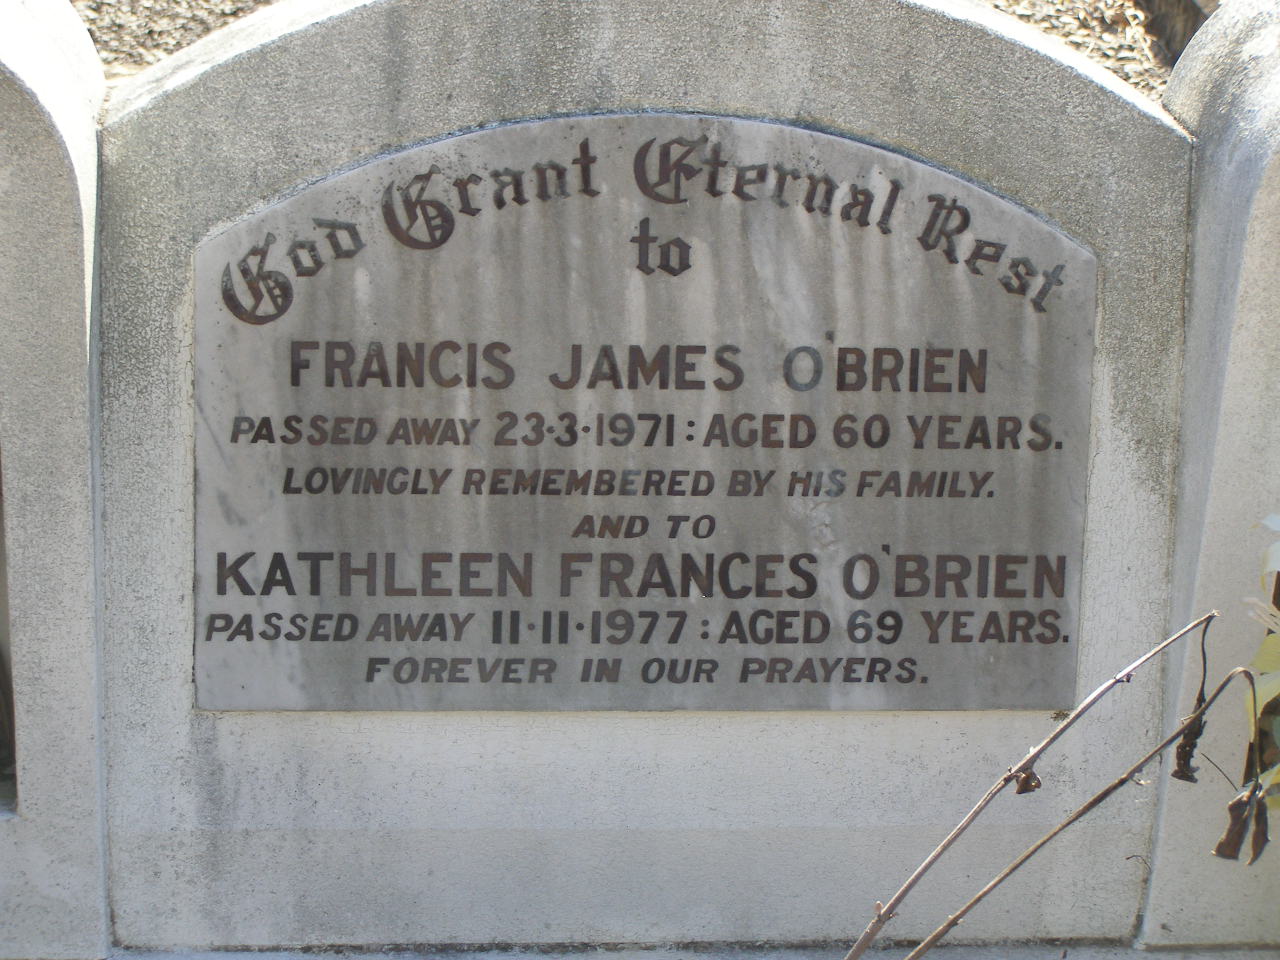 God Grant Eternal Rest
to
FRANCIS JAMES O'BRIEN
PASSED AWAY 23·3·1971: AGED 60 YEARS.
LOVINGLY REMEMBERED BY HIS FAMILY.
AND TO
KATHLEEN FRANCES O'BRIEN
PASSED AWAY 11·11·1977: AGED 69 YEARS.
FOREVER IN OUR PRAYERS.